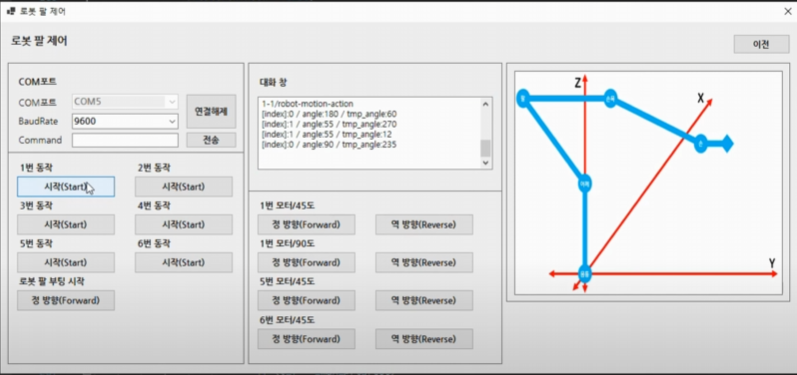 로봇 팔 제어
로봇 팔 제어
이전
COM포트
COM포트 COM5
BaudRate 9600
연결해제
Command
전송
1번 동작 2번 동작
시작(Start) 시작(Start)
3번 동작 4번 동작
시작(Start) 시작(Start)
5번 동작 6번 동작
시작(Start) 시작(Start)
로봇 팔 부팅 시작
정 방향(Forward)
대화 창
1-1/robot-motion-action
[index]:0 / angle:180 / tmp_angle:60
[index]:1 / angle:55 / tmp_angle:270
[index]:1 / angle:55 / tmp_angle:12
[index]:0 / angle:90 / tmp_angle:235
1번 모터/45도
정 방향(Forward) 역 방향(Reverse)
1번 모터/90도
정 방향(Forward) 역 방향(Reverse)
5번 모터/45도
정 방향(Forward) 역 방향(Reverse)
6번 모터/45도
정 방향(Forward) 역 방향(Reverse)
Z
X
Y